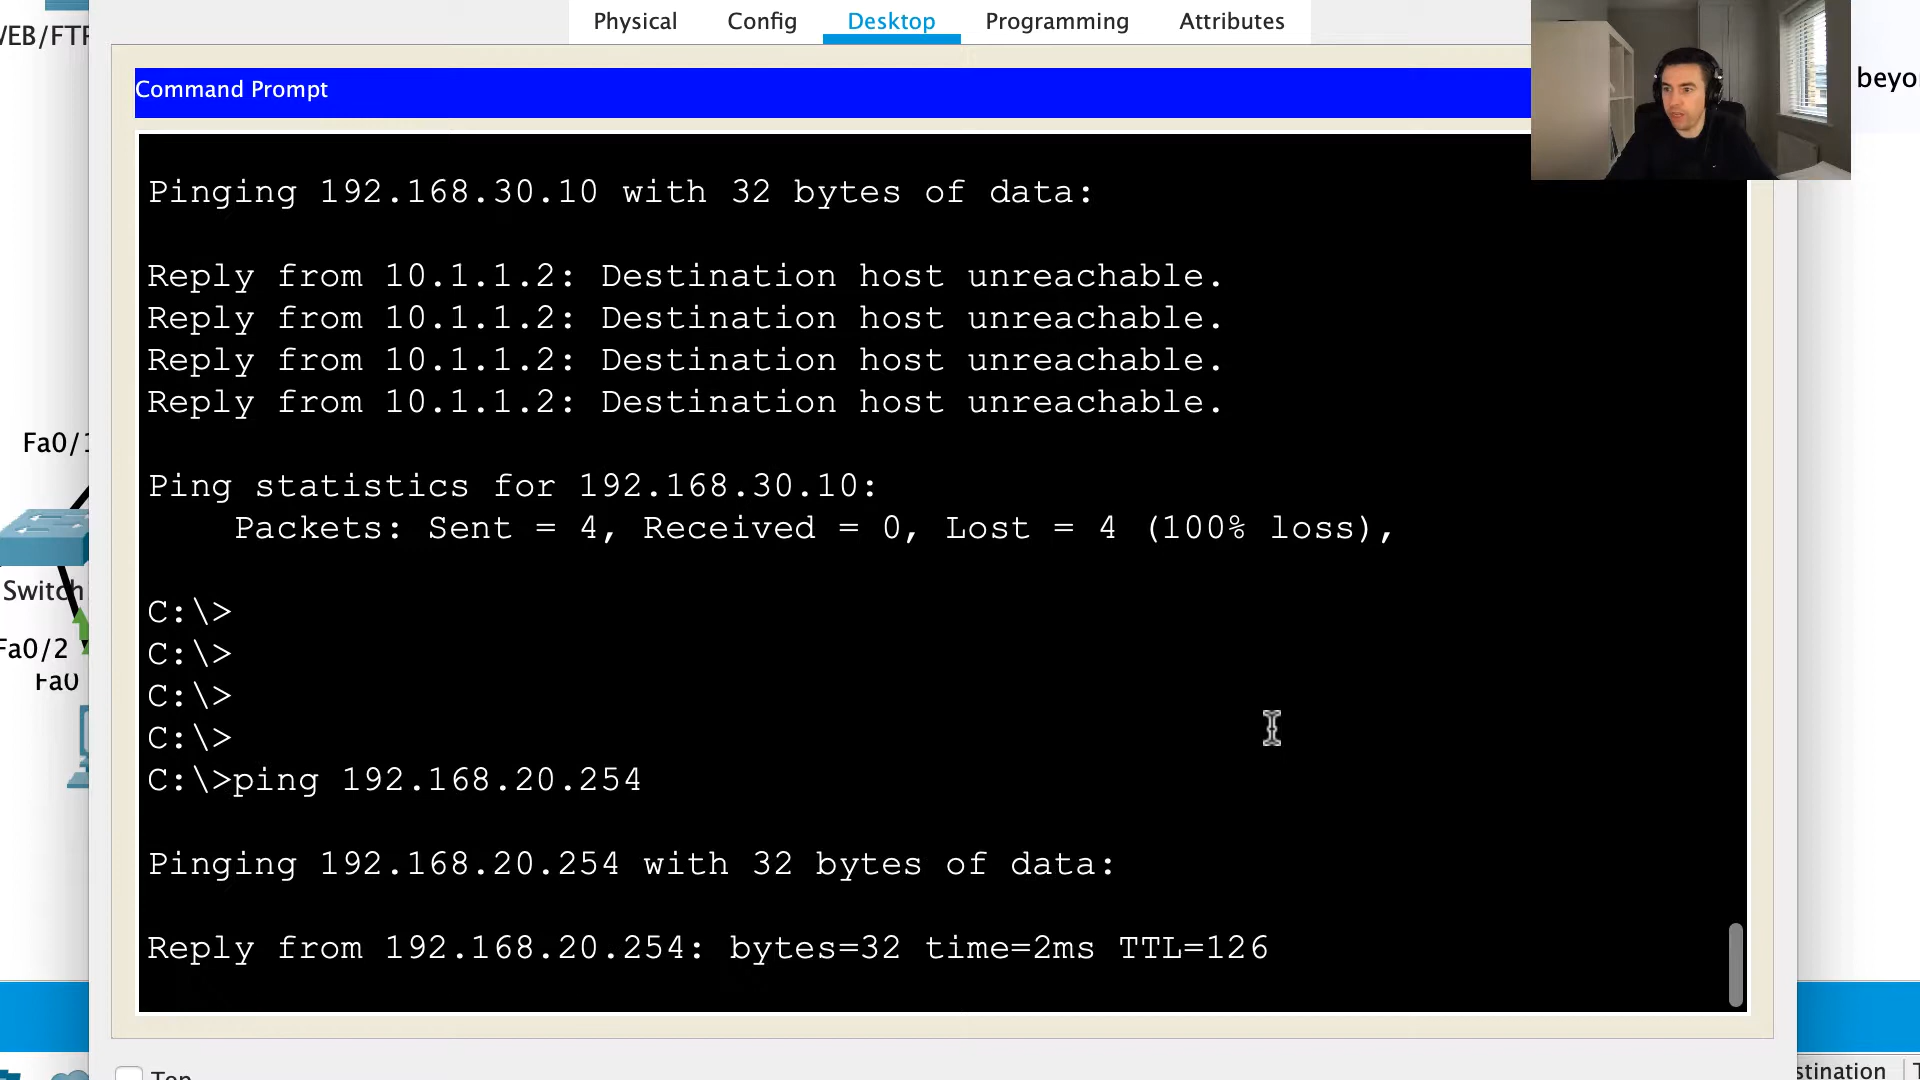 Physical Config Desktop Programming Attributes
WEB/FTP
Command Prompt
beyo
Pinging 192.168.30.10 with 32 bytes of data:
Reply from 10.1.1.2: Destination host unreachable.
Reply from 10.1.1.2: Destination host unreachable.
Reply from 10.1.1.2: Destination host unreachable.
Reply from 10.1.1.2: Destination host unreachable.
Fa0/1
Ping statistics for 192.168.30.10:
Packets: Sent = 4, Received = 0, Lost = 4 (100% loss),
Switch
C:\>
C:\>
Fa0/2
Fa0
C:\>
C:\>
C:\>ping 192.168.20.254
Pinging 192.168.20.254 with 32 bytes of data:
Reply from 192.168.20.254: bytes=32 time=2ms TTL=126
Top
stination